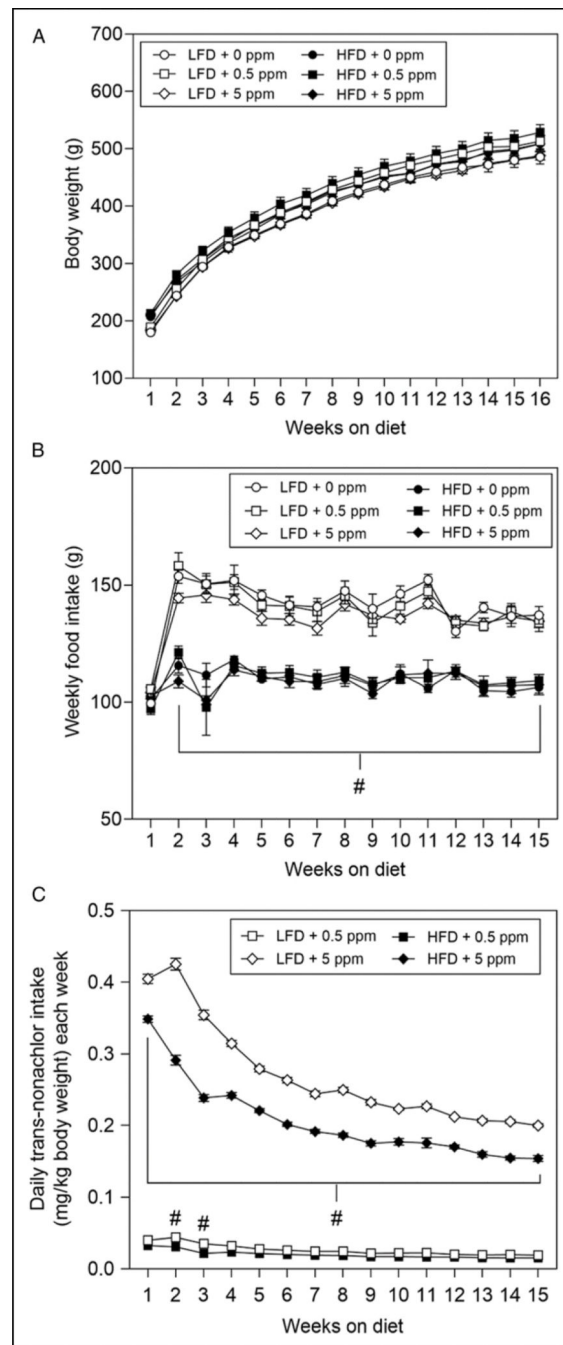 A
700
600
500
400
300
200
100
Body weight (g)
LFD + 0 ppm HFD + 0 ppm
LFD + 0.5 ppm HFD + 0.5 ppm
LFD + 5 ppm HFD + 5 ppm
1 2 3 4 5 6 7 8 9 10 11 12 13 14 15 16
Weeks on diet
B
200
150
100
50
Weekly food intake (g)
LFD + 0 ppm HFD + 0 ppm
LFD + 0.5 ppm HFD + 0.5 ppm
LFD + 5 ppm HFD + 5 ppm
#
1 2 3 4 5 6 7 8 9 10 11 12 13 14 15
Weeks on diet
C
0.5
0.4
0.3
0.2
0.1
0.0
Daily trans-nonachlor intake
(mg/kg body weight) each week
LFD + 0.5 ppm HFD + 0.5 ppm
LFD + 5 ppm HFD + 5 ppm
# # #
1 2 3 4 5 6 7 8 9 10 11 12 13 14 15
Weeks on diet